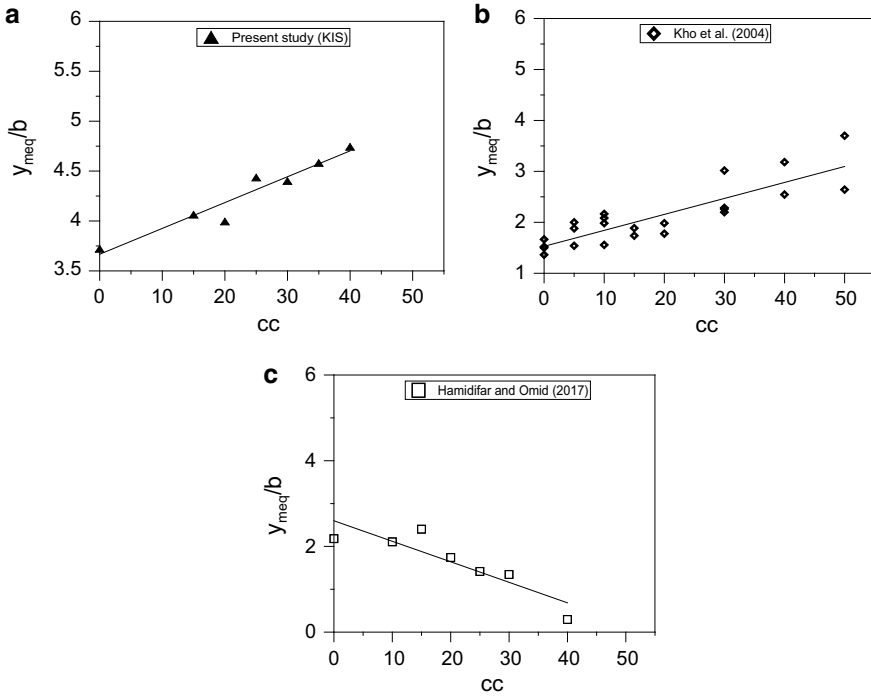 a
Present study (KIS)
6
5.5
5
4.5
4
3.5
y_meq/b
0 10 20 30 40 50
cc
b
Kho et al. (2004)
6
5
4
3
2
1
y_meq/b
0 10 20 30 40 50
cc
c
Hamidifar and Omid (2017)
6
4
2
0
y_meq/b
0 10 20 30 40 50
cc